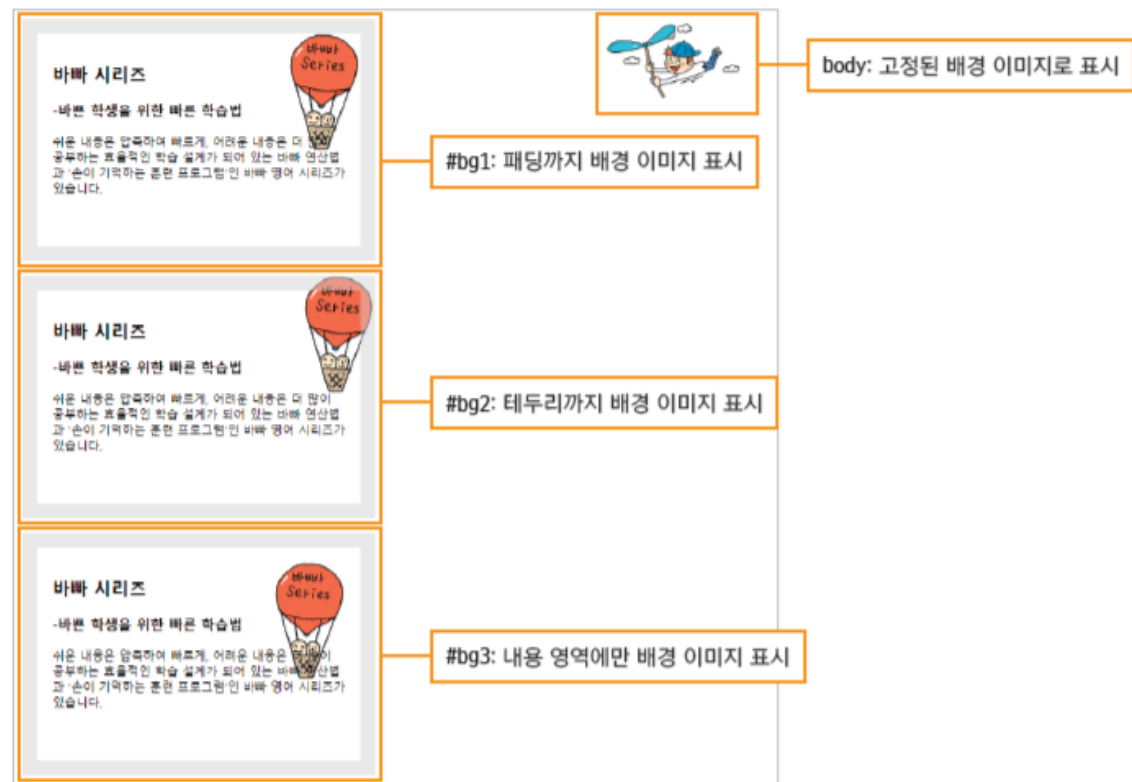 바빠
Series
바빠 시리즈
-바쁜 학생을 위한 빠른 학습법
쉬운 내용은 압축하여 빠르게, 어려운 내용은 더
공부하는 효율적인 학습 설계가 되어 있는 바빠 연산법
과 '손이 기억하는 훈련 프로그램'인 바빠 영어 시리즈가
있습니다.
body: 고정된 배경 이미지로 표시
#bg1: 패딩까지 배경 이미지 표시
바빠
Series
바빠 시리즈
-바쁜 학생을 위한 빠른 학습법
쉬운 내용은 압축하여 빠르게, 어려운 내용은 더 많이
공부하는 효율적인 학습 설계가 되어 있는 바빠 연산법
과 '손이 기억하는 훈련 프로그램'인 바빠 영어 시리즈가
있습니다.
#bg2: 테두리까지 배경 이미지 표시
바빠
Series
바빠 시리즈
-바쁜 학생을 위한 빠른 학습법
쉬운 내용은 압축하여 빠르게, 어려운 내용은
공부하는 효율적인 학습 설계가 되어 있는 바빠
과 '손이 기억하는 훈련 프로그램'인 바빠 영어 시리즈가
있습니다.
#bg3: 내용 영역에만 배경 이미지 표시